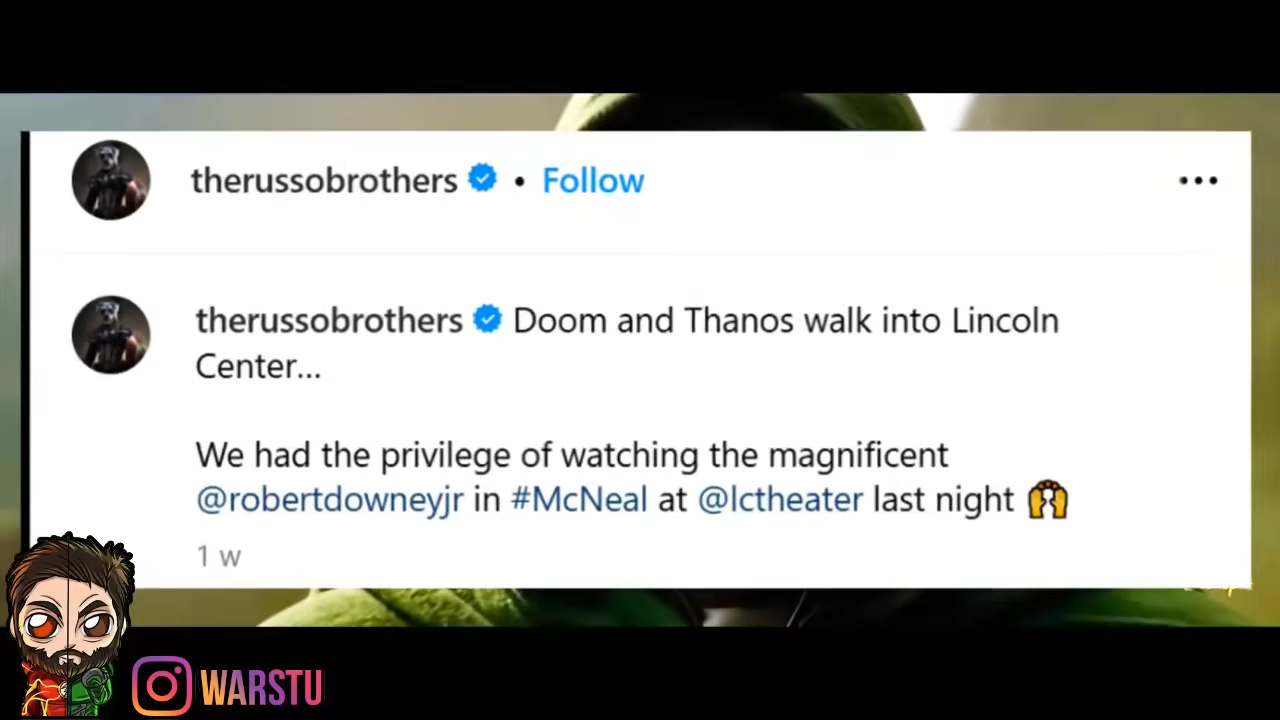 therussobrothers • Follow
therussobrothers Doom and Thanos walk into Lincoln
Center...
We had the privilege of watching the magnificent
@robertdowneyjr in #McNeal at @lctheater last night 🙌
1 w
WARSTU